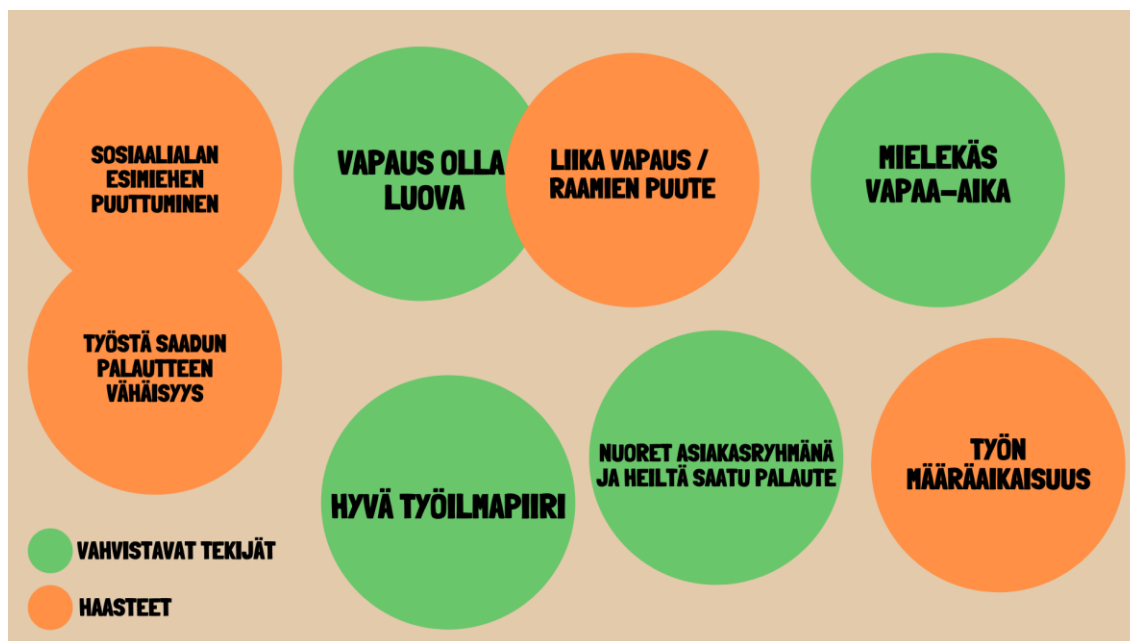 SOSIAALIALAN
ESIMIEHEN
PUUTTUMINEN
VAPAUS OLLA
LUOVA
LIIKA VAPAUS /
RAAMIEN PUUTE
MIELEKÄS
VAPAA-AIKA
TYÖSTÄ SAADUN
PALAUTTEEN
VÄHÄISYYS
HYVÄ TYÖILMAPIIRI
NUORET ASIAKASRYHMÄNÄ
JA HEILTÄ SAATU PALAUTE
TYÖN
MÄÄRÄAIKAISUUS
VAHVISTAVAT TEKIJÄT
HAASTEET